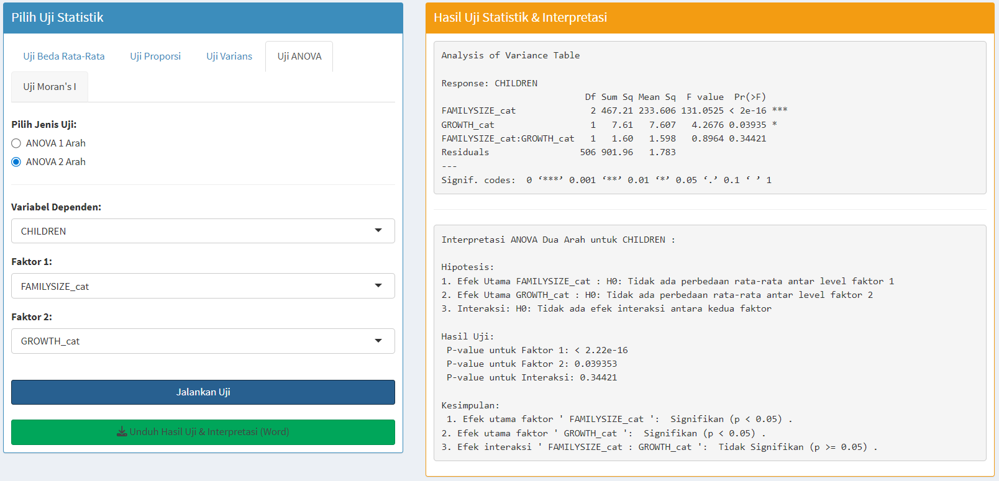 Pilih Uji Statistik
Uji Beda Rata-Rata Uji Proporsi Uji Varians Uji ANOVA
Uji Moran's I
Pilih Jenis Uji:
ANOVA 1 Arah
ANOVA 2 Arah
Variabel Dependen:
CHILDREN
Faktor 1:
FAMILYSIZE_cat
Faktor 2:
GROWTH_cat
Jalankan Uji
Unduh Hasil Uji & Interpretasi (Word)
Hasil Uji Statistik & Interpretasi
Analysis of Variance Table
Response: CHILDREN
Df Sum Sq Mean Sq F value Pr(>F)
FAMILYSIZE_cat 2 467.21 233.606 131.0525 < 2e-16 ***
GROWTH_cat 1 7.61 7.607 4.2676 0.03935 *
FAMILYSIZE_cat:GROWTH_cat 1 1.60 1.598 0.8964 0.34421
Residuals 506 901.96 1.783
---
Signif. codes: 0 ‘***’ 0.001 ‘**’ 0.01 ‘*’ 0.05 ‘.’ 0.1 ‘ ’ 1
Interpretasi ANOVA Dua Arah untuk CHILDREN :
Hipotesis:
1. Efek Utama FAMILYSIZE_cat : H0: Tidak ada perbedaan rata-rata antar level faktor 1
2. Efek Utama GROWTH_cat : H0: Tidak ada perbedaan rata-rata antar level faktor 2
3. Interaksi: H0: Tidak ada efek interaksi antara kedua faktor
Hasil Uji:
P-value untuk Faktor 1: < 2.22e-16
P-value untuk Faktor 2: 0.039353
P-value untuk Interaksi: 0.34421
Kesimpulan:
1. Efek utama faktor ' FAMILYSIZE_cat ': Signifikan (p < 0.05) .
2. Efek utama faktor ' GROWTH_cat ': Signifikan (p < 0.05) .
3. Efek interaksi ' FAMILYSIZE_cat : GROWTH_cat ': Tidak Signifikan (p >= 0.05) .